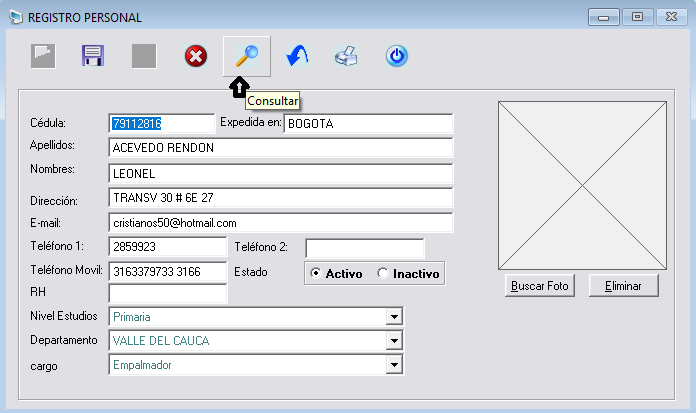 REGISTRO PERSONAL
Consultar
Cédula: 79112816 Expedida en: BOGOTA
Apellidos: ACEVEDO RENDON
Nombres: LEONEL
Dirección: TRANSV 30 # 6E 27
E-mail: cristianos50@hotmail.com
Teléfono 1: 2859923 Teléfono 2:
Teléfono Movil: 3163379733 3166 Estado Activo Inactivo
Buscar Foto Eliminar
RH
Nivel Estudios Primaria
Departamento VALLE DEL CAUCA
cargo Empalmador